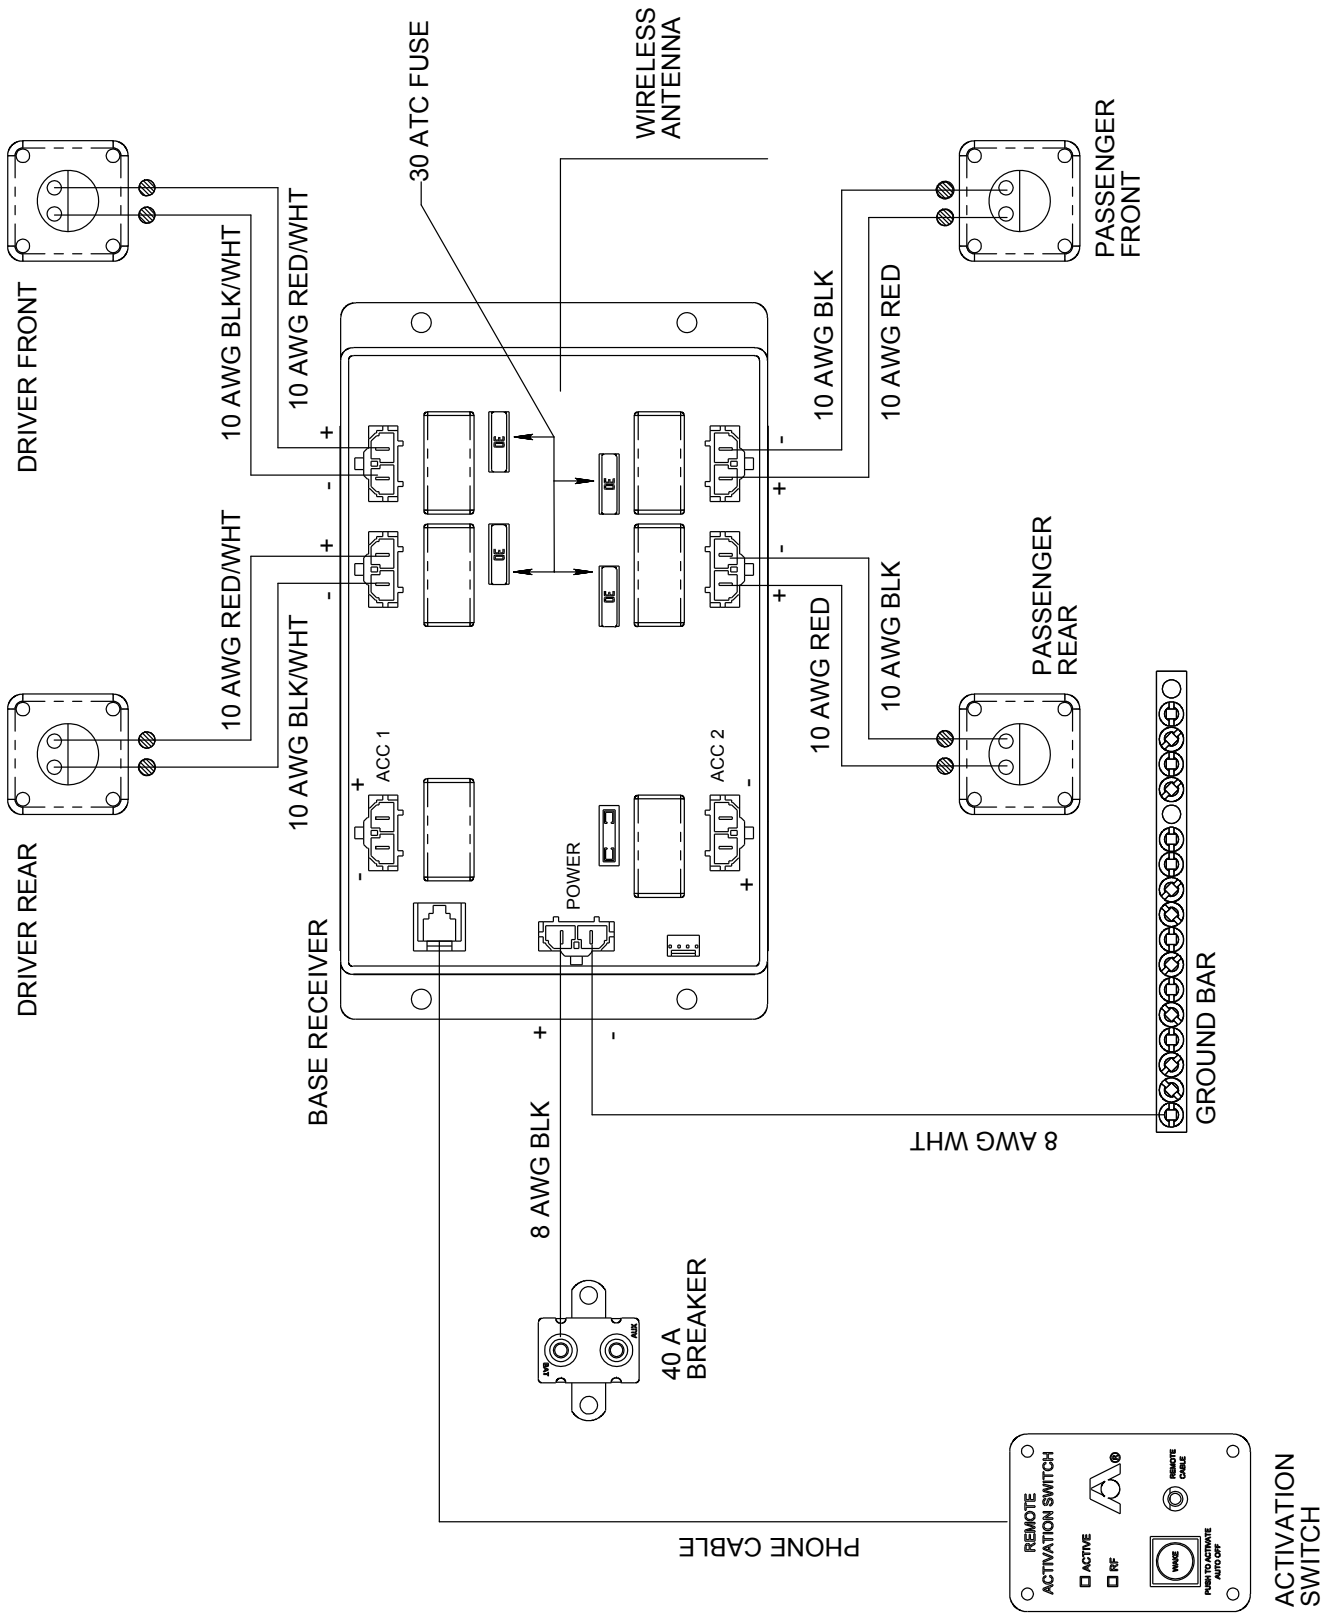 DRIVER REAR
DRIVER FRONT
10 AWG RED/WHT
10 AWG BLK/WHT
10 AWG BLK/WHT
10 AWG RED/WHT
BASE RECEIVER
- + - +
- +
ACC 1
30 ATC FUSE
30
30
PHONE CABLE
+
8 AWG BLK
-
POWER
BAT
AUX
40 A
BREAKER
30
30
WIRELESS
ANTENNA
ACC 2
+ -
+ - + -
10 AWG RED
10 AWG BLK
10 AWG BLK
10 AWG RED
8 AWG WHT
PASSENGER
REAR
PASSENGER
FRONT
GROUND BAR
REMOTE
ACTIVATION SWITCH
ACTIVE
RF
®
WAKE
PUSH TO ACTIVATE
AUTO OFF
REMOTE
CABLE
ACTIVATION
SWITCH